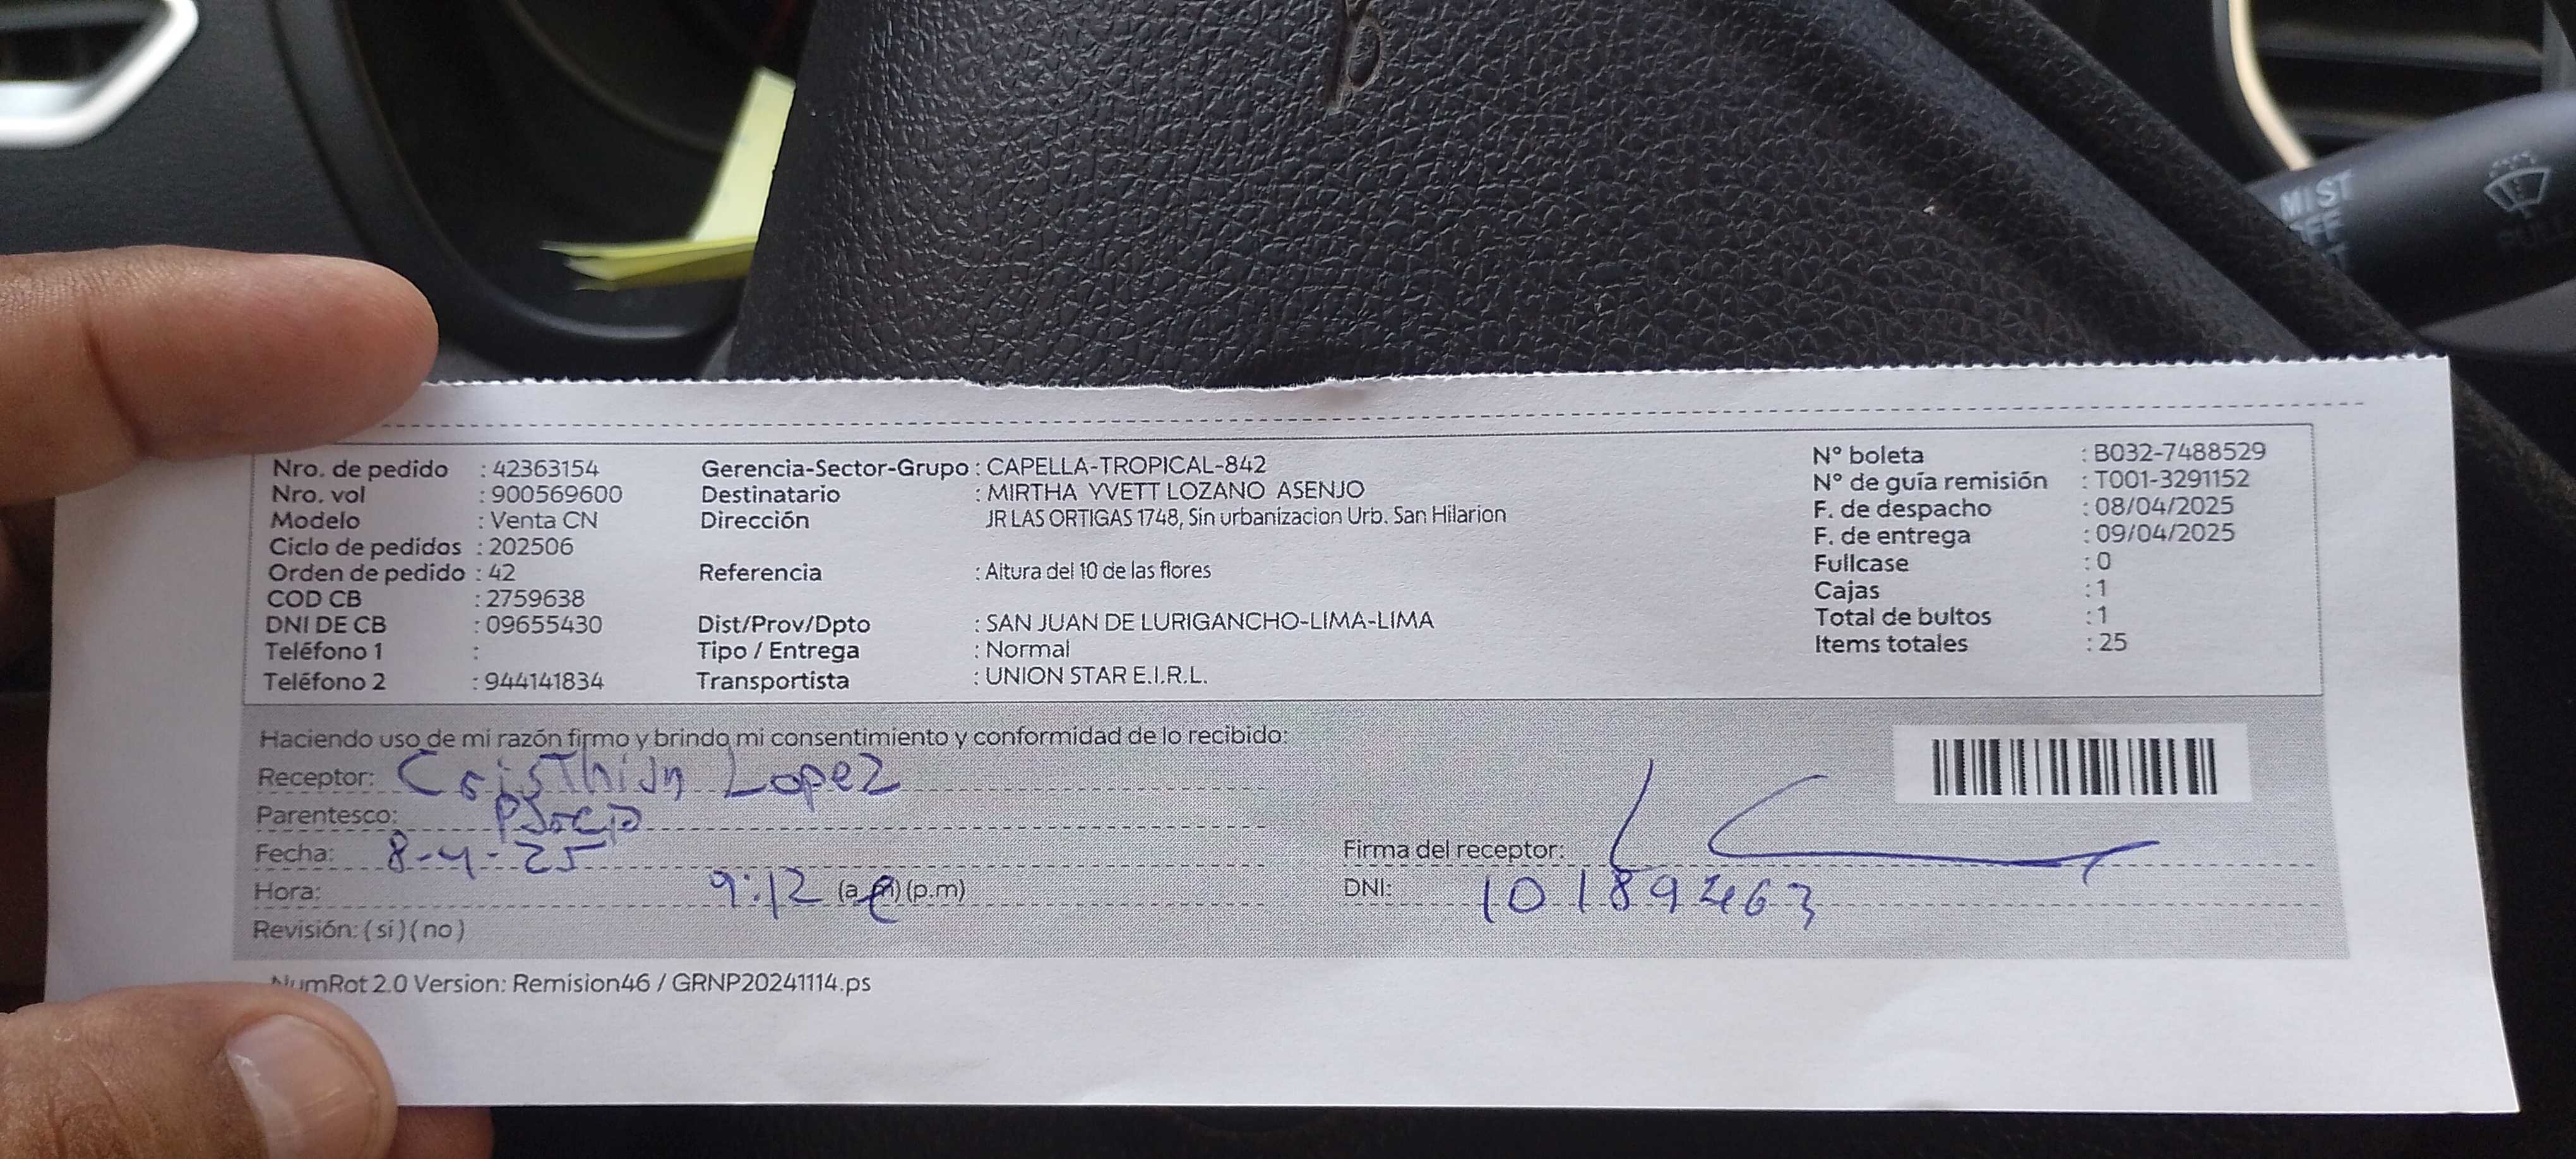 MIST
OFF
PULL
Nro. de pedido : 42363154
Nro. vol : 900569600
Modelo : Venta CN
Ciclo de pedidos : 202506
Orden de pedido : 42
COD CB : 2759638
DNI DE CB : 09655430
Teléfono 1 :
Teléfono 2 : 944141834
Gerencia-Sector-Grupo : CAPELLA-TROPICAL-842
Destinatario : MIRTHA YVETT LOZANO ASENJO
Dirección JR LAS ORTIGAS 1748, Sin urbanizacion Urb. San Hilarion
Referencia : Altura del 10 de las flores
Dist/Prov/Dpto : SAN JUAN DE LURIGANCHO-LIMA-LIMA
Tipo / Entrega : Normal
Transportista : UNION STAR E.I.R.L.
N° boleta : B032-7488529
N° de guía remisión : T001-3291152
F. de despacho : 08/04/2025
F. de entrega : 09/04/2025
Fullcase : 0
Cajas : 1
Total de bultos : 1
Items totales : 25
Haciendo uso de mi razón firmo y brindo mi consentimiento y conformidad de lo recibido:
Receptor: Cristhian Lopez
Parentesco:
Fecha: 8-4-25
Hora: 9:12 (a.m)(p.m)
Revisión: (si)(no)
Firma del receptor:
DNI: 101892463
NumRot 2.0 Version: Remision46 / GRNP20241114.ps